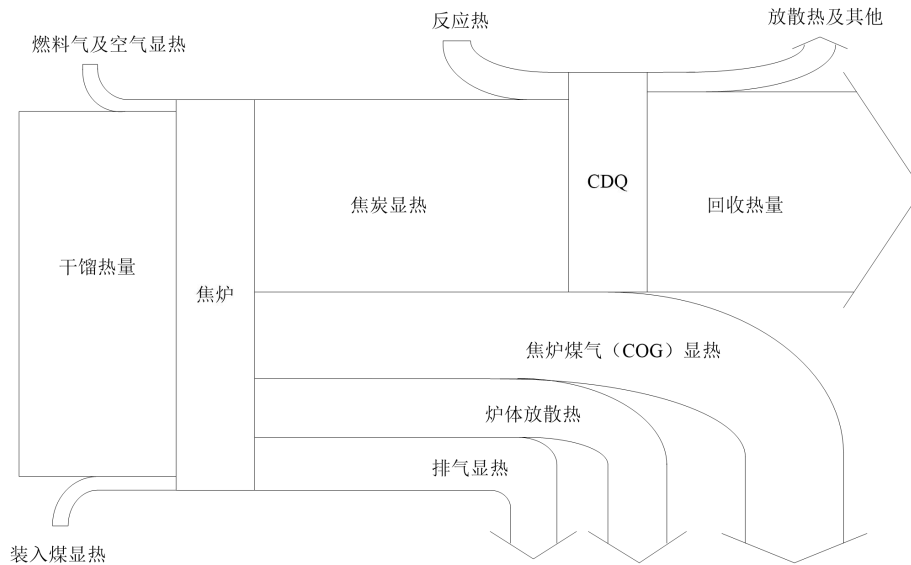 反应热
放散热及其他
燃料气及空气显热
CDQ
焦炭显热
回收热量
干馏热量
焦炉
焦炉煤气（COG）显热
炉体放散热
排气显热
装入煤显热